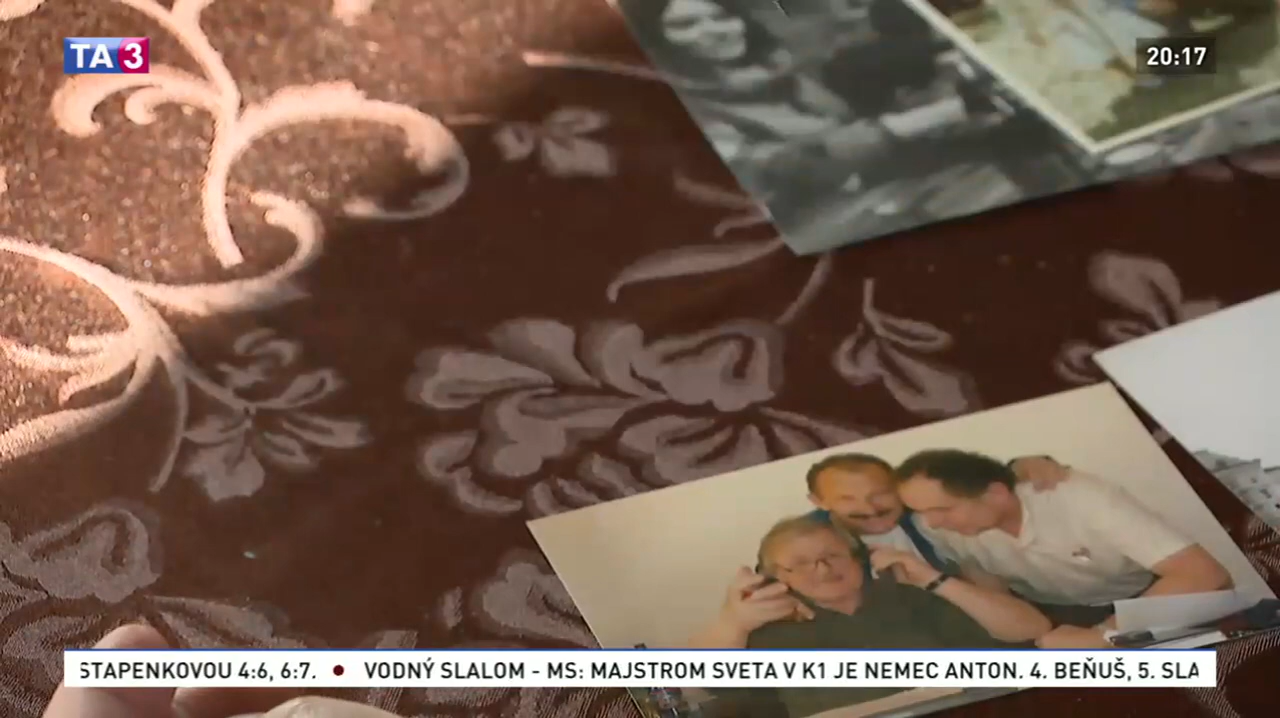 TA3
20:17
STAPENKOVOU 4:6, 6:7. • VODNÝ SLALOM - MS: MAJSTROM SVETA V K1 JE NEMEC ANTON. 4. BEŇUŠ, 5. SLA